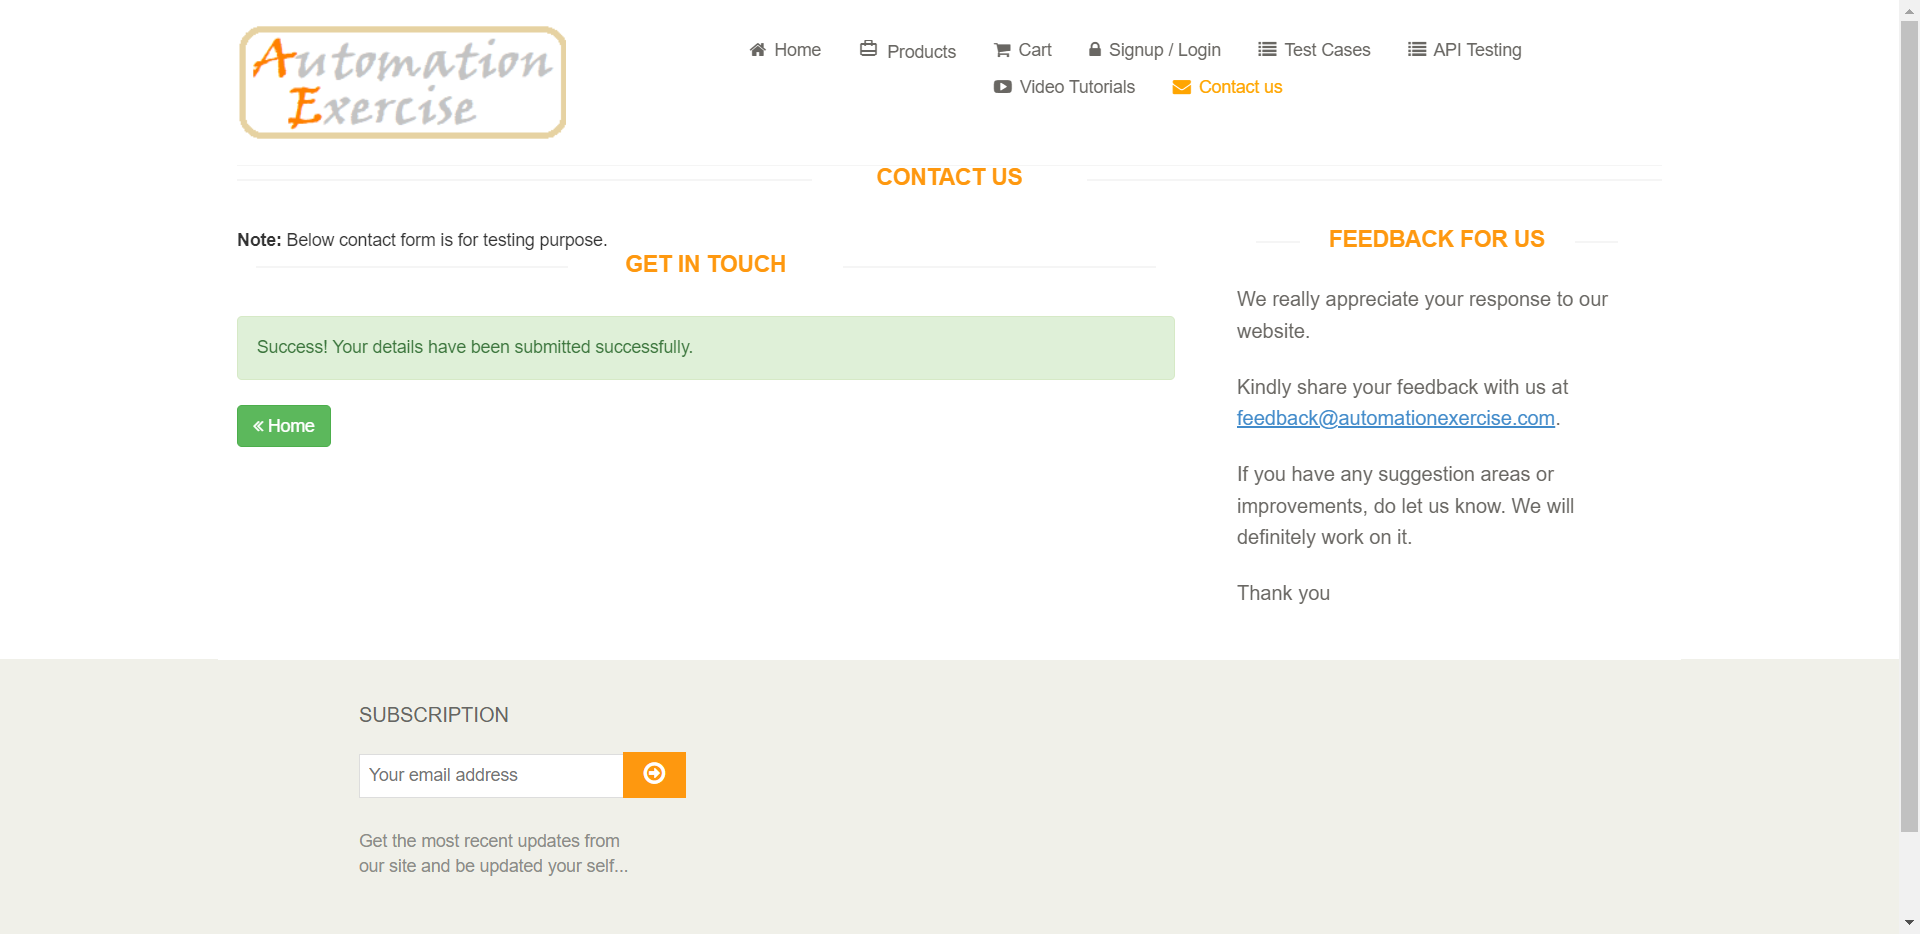 Automation
Exercise
Home
Products
Cart
Signup / Login
Test Cases
API Testing
Video Tutorials
Contact us
CONTACT US
Note: Below contact form is for testing purpose.
GET IN TOUCH
Success! Your details have been submitted successfully.
« Home
FEEDBACK FOR US
We really appreciate your response to our
website.
Kindly share your feedback with us at
feedback@automationexercise.com.
If you have any suggestion areas or
improvements, do let us know. We will
definitely work on it.
Thank you
SUBSCRIPTION
Your email address
Get the most recent updates from
our site and be updated your self...